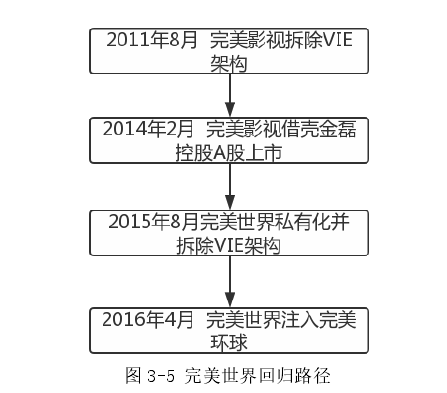 2011年8月 完美影视拆除VIE
架构
2014年2月 完美影视借壳金磊
控股A股上市
2015年8月完美世界私有化并
拆除VIE架构
2016年4月 完美世界注入完美
环球
图 3-5 完美世界回归路径